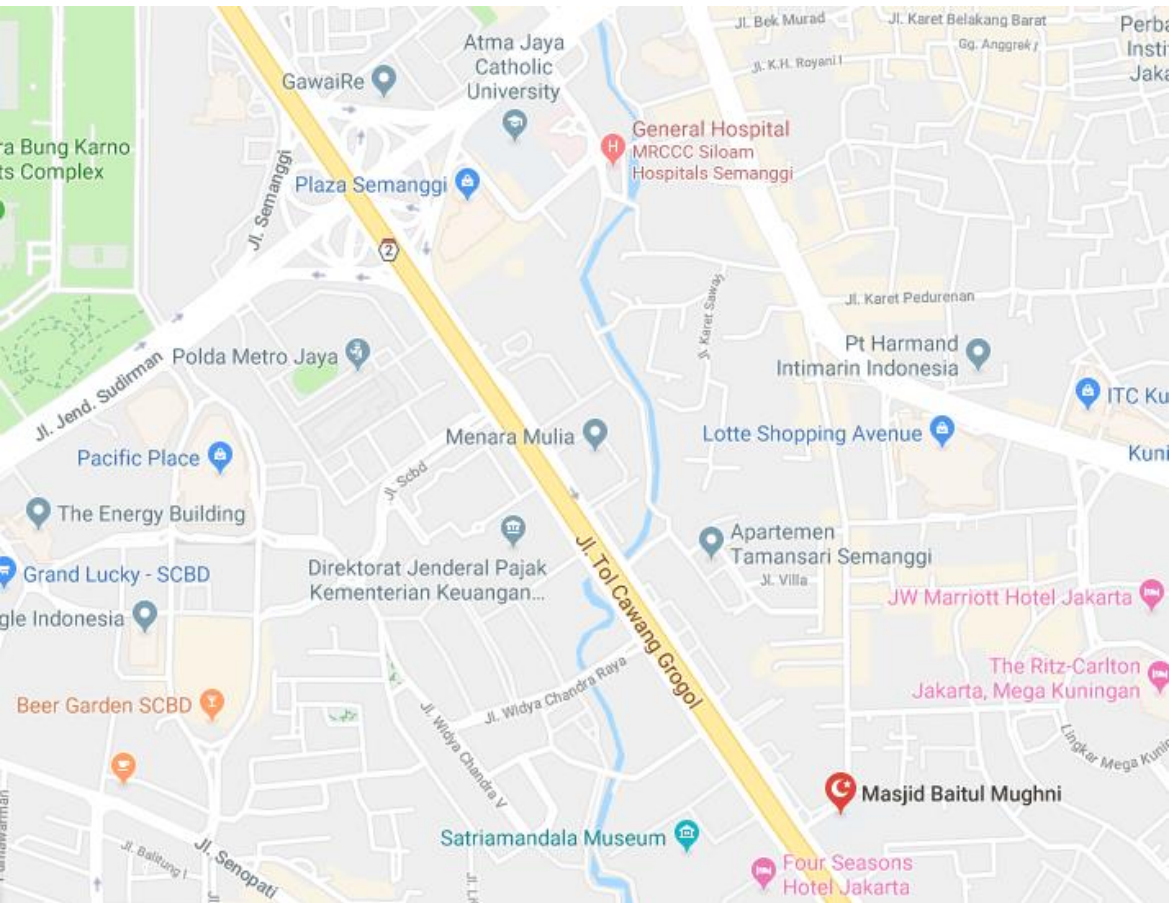 Jl. Bek Murad
Jl. Karet Belakang Barat
Gg. Anggrek I
Jl. K.H. Royani I
Perba
Insti
Jaka
Atma Jaya
Catholic
University
GawaiRe
General Hospital
MRCCC Siloam
Hospitals Semanggi
ra Bung Karno
ts Complex
Plaza Semanggi
Jl. Semanggi
2
Jl. Karet Sawah
Jl. Karet Pedurenan
Polda Metro Jaya
Pt Harmand
Intimarin Indonesia
Jl. Jend. Sudirman
ITC Ku
Menara Mulia
Lotte Shopping Avenue
Kuni
Pacific Place
Jl. Scbd
The Energy Building
Apartemen
Tamansari Semanggi
Jl. Villa
Direktorat Jenderal Pajak
Kementerian Keuangan...
Grand Lucky - SCBD
Jl. Tol Cawang Grogol
JW Marriott Hotel Jakarta
gle Indonesia
The Ritz-Carlton
Jakarta, Mega Kuningan
Beer Garden SCBD
Jl. Widya Chandra Raya
Jl. Widya Chandra V
Lingkar Mega Kunin
Masjid Baitul Mughni
Satriamandala Museum
Jl. Balitung I
Jl. Senopati
Four Seasons
Hotel Jakarta